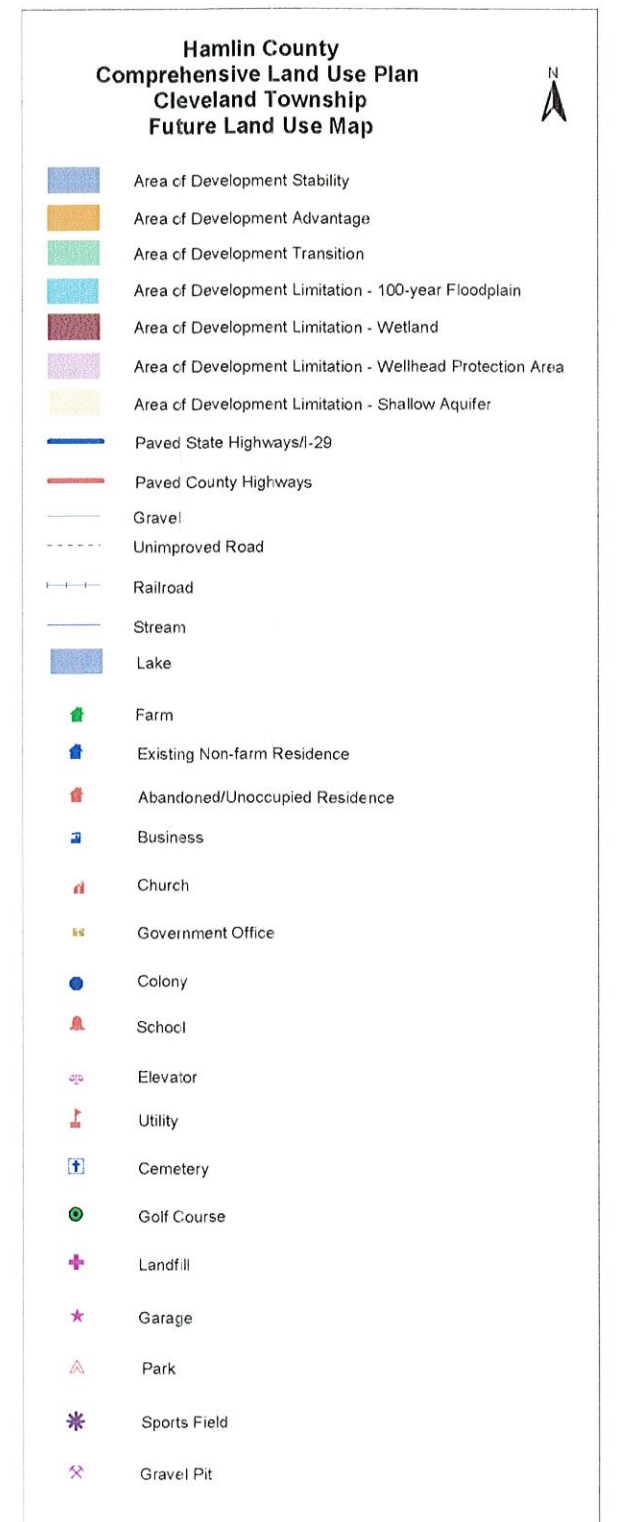 Hamlin County
Comprehensive Land Use Plan
Cleveland Township
Future Land Use Map
N
Area of Development Stability
Area of Development Advantage
Area of Development Transition
Area of Development Limitation - 100-year Floodplain
Area of Development Limitation - Wetland
Area of Development Limitation - Wellhead Protection Area
Area of Development Limitation - Shallow Aquifer
Paved State Highways/I-29
Paved County Highways
Gravel
Unimproved Road
Railroad
Stream
Lake
Farm
Existing Non-farm Residence
Abandoned/Unoccupied Residence
Business
Church
Government Office
Colony
School
Elevator
Utility
Cemetery
Golf Course
Landfill
Garage
Park
Sports Field
Gravel Pit